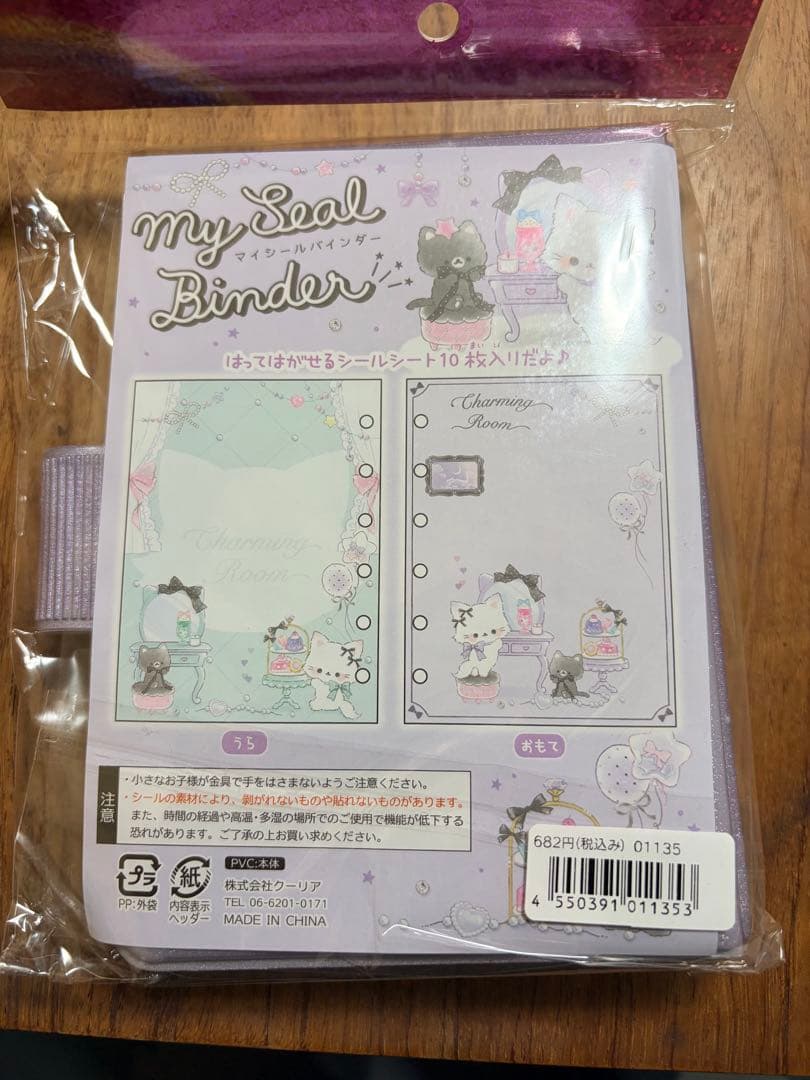 My Seal
マイシールバインダー
Binder
はってはがせるシールシート10枚入りだよ♪
まい い
Charming
Room
うら
Charming
Room
おもて
注意
・小さなお子様が金具で手をはさまないようご注意ください。
・シールの素材により、剥がれないものや貼れないものがあります。
また、時間の経過や高温・多湿の場所でのご使用で機能が低下する
恐れがあります。ご了承の上お買い求めください。
プラ
PP:外袋
紙
内容表示
ヘッダー
PVC:本体
株式会社クーリア
TEL 06-6201-0171
MADE IN CHINA
682円(税込み) 01135
4 550391 011353